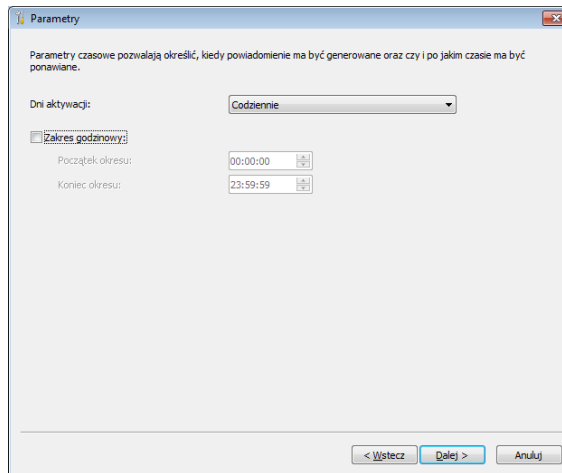 Parametry
Parametry czasowe pozwalają określić, kiedy powiadomienie ma być generowane oraz czy i po jakim czasie ma być
ponawiane.
Dni aktywacji: Codziennie
Zakres godzinowy:
Początek okresu: 00:00:00
Koniec okresu: 23:59:59
< Wstecz Dalej > Anuluj